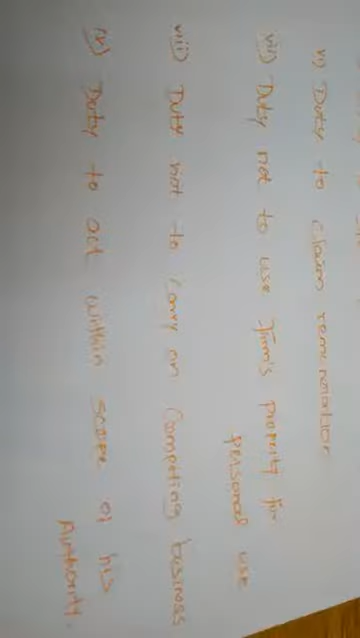 vi) Duty to claim remuneration
vii) Duty not to use firm's property for
personal use
viii) Duty not to carry on competing business
ix) Duty to act within scope of his
Authority.